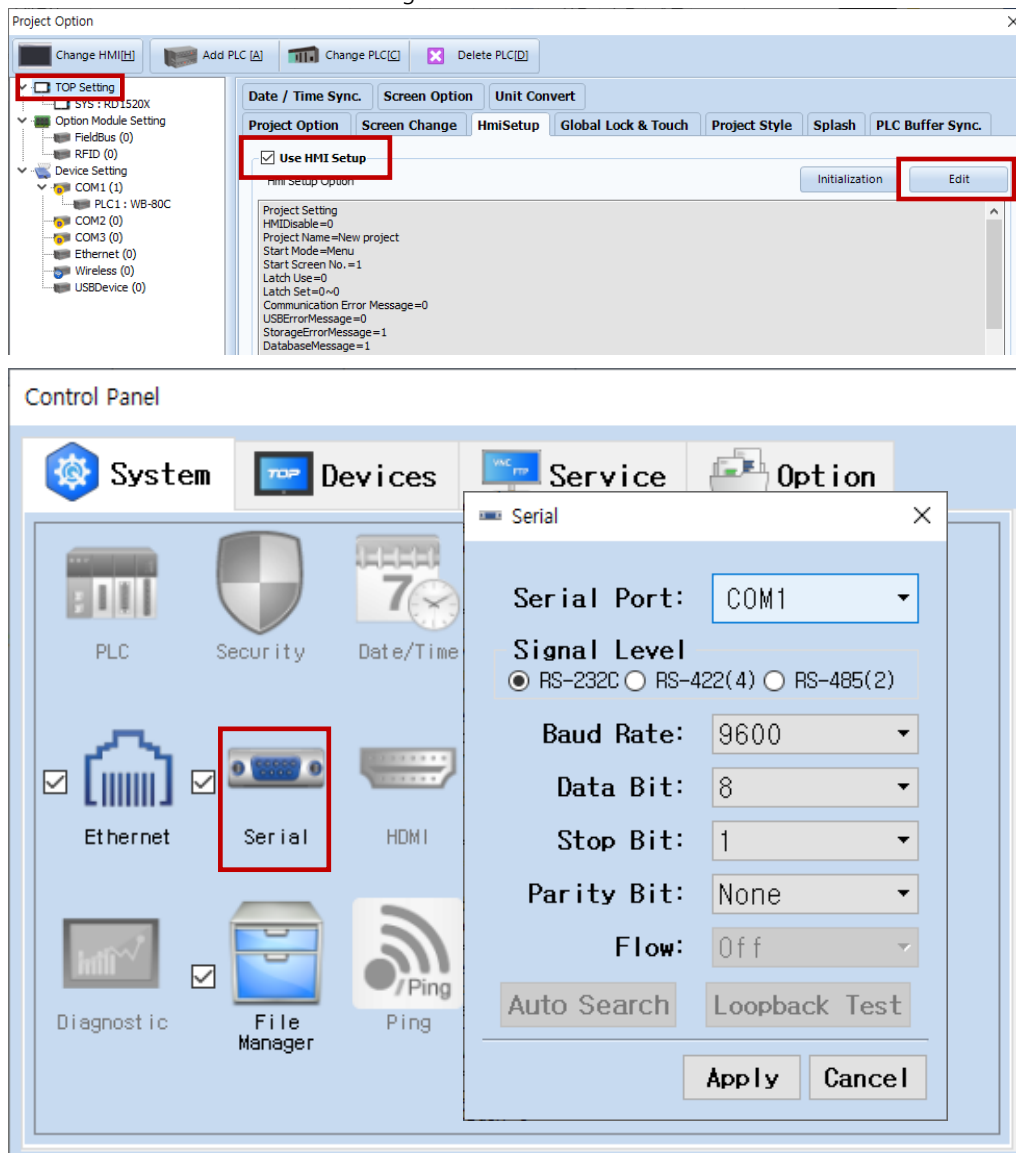 Project Option
Change HMI[H]
Add PLC [A]
Change PLC[C]
Delete PLC[D]
TOP Setting
SYS : RD1520X
Option Module Setting
FieldBus (0)
RFID (0)
Device Setting
COM1 (1)
PLC1 : WB-80C
COM2 (0)
COM3 (0)
Ethernet (0)
Wireless (0)
USBDevice (0)
Date / Time Sync.
Screen Option
Unit Convert
Project Option
Screen Change
HmiSetup
Global Lock & Touch
Project Style
Splash
PLC Buffer Sync.
Use HMI Setup
Hmi Setup Option
Initialization
Edit
Project Setting
HMIDisable=0
Project Name=New project
Start Mode=Menu
Start Screen No.=1
Latch Use=0
Latch Set=0~0
Communication Error Message=0
USBErrorMessage=0
StorageErrorMessage=1
DatabaseMessage=1
Control Panel
System
TOP
Devices
VNC
FTP
Service
Option
PLC
Security
7
Date/Time
Ethernet
Serial
HDMI
Diagnostic
File
Manager
/Ping
Ping
Serial
Serial Port:
COM1
Signal Level
RS-232C
RS-422(4)
RS-485(2)
Baud Rate:
9600
Data Bit:
8
Stop Bit:
1
Parity Bit:
None
Flow:
Off
Auto Search
Loopback Test
Apply
Cancel